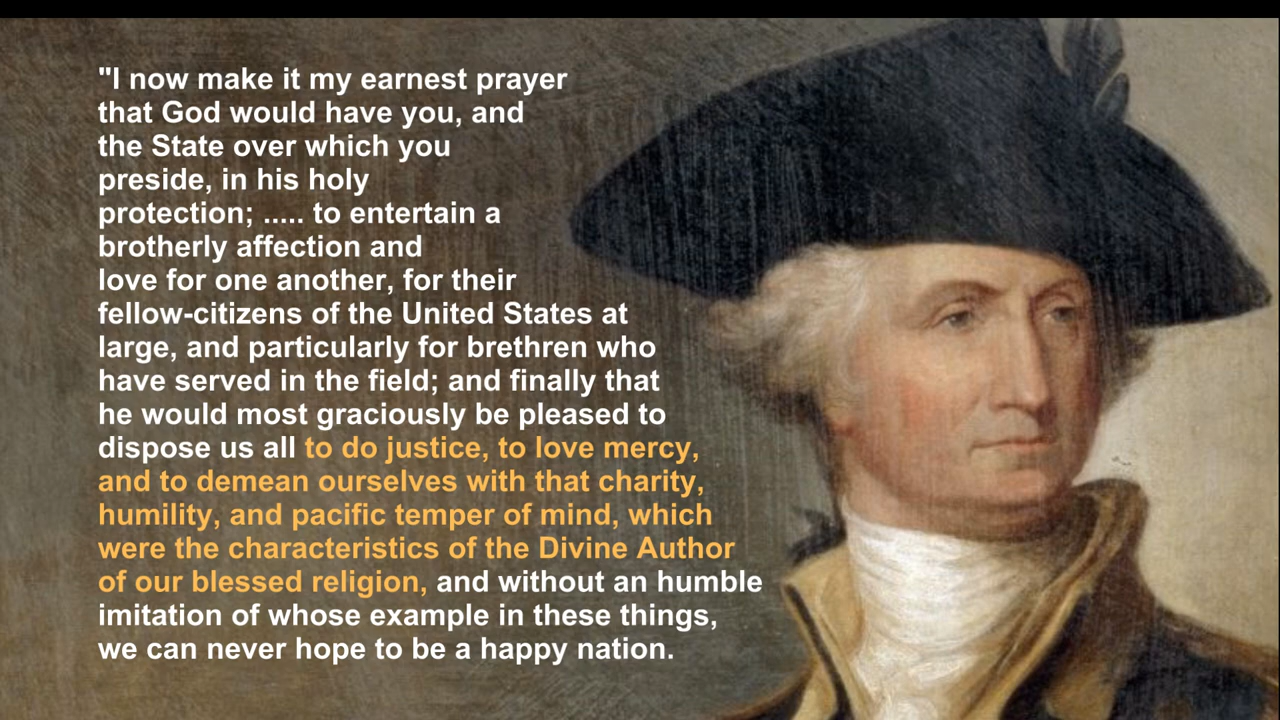 "I now make it my earnest prayer
that God would have you, and
the State over which you
preside, in his holy
protection; ..... to entertain a
brotherly affection and
love for one another, for their
fellow-citizens of the United States at
large, and particularly for brethren who
have served in the field; and finally that
he would most graciously be pleased to
dispose us all to do justice, to love mercy,
and to demean ourselves with that charity,
humility, and pacific temper of mind, which
were the characteristics of the Divine Author
of our blessed religion, and without an humble
imitation of whose example in these things,
we can never hope to be a happy nation.